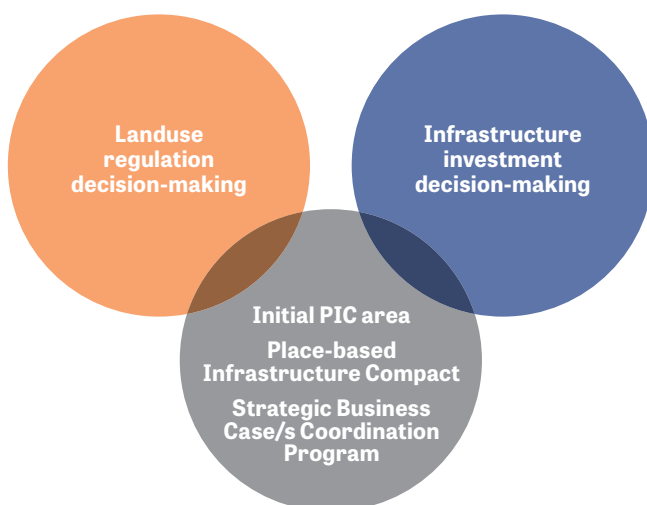 Landuse
regulation
decision-making
Infrastructure
investment
decision-making
Initial PIC area
Place-based
Infrastructure Compact
Strategic Business
Case/s Coordination
Program